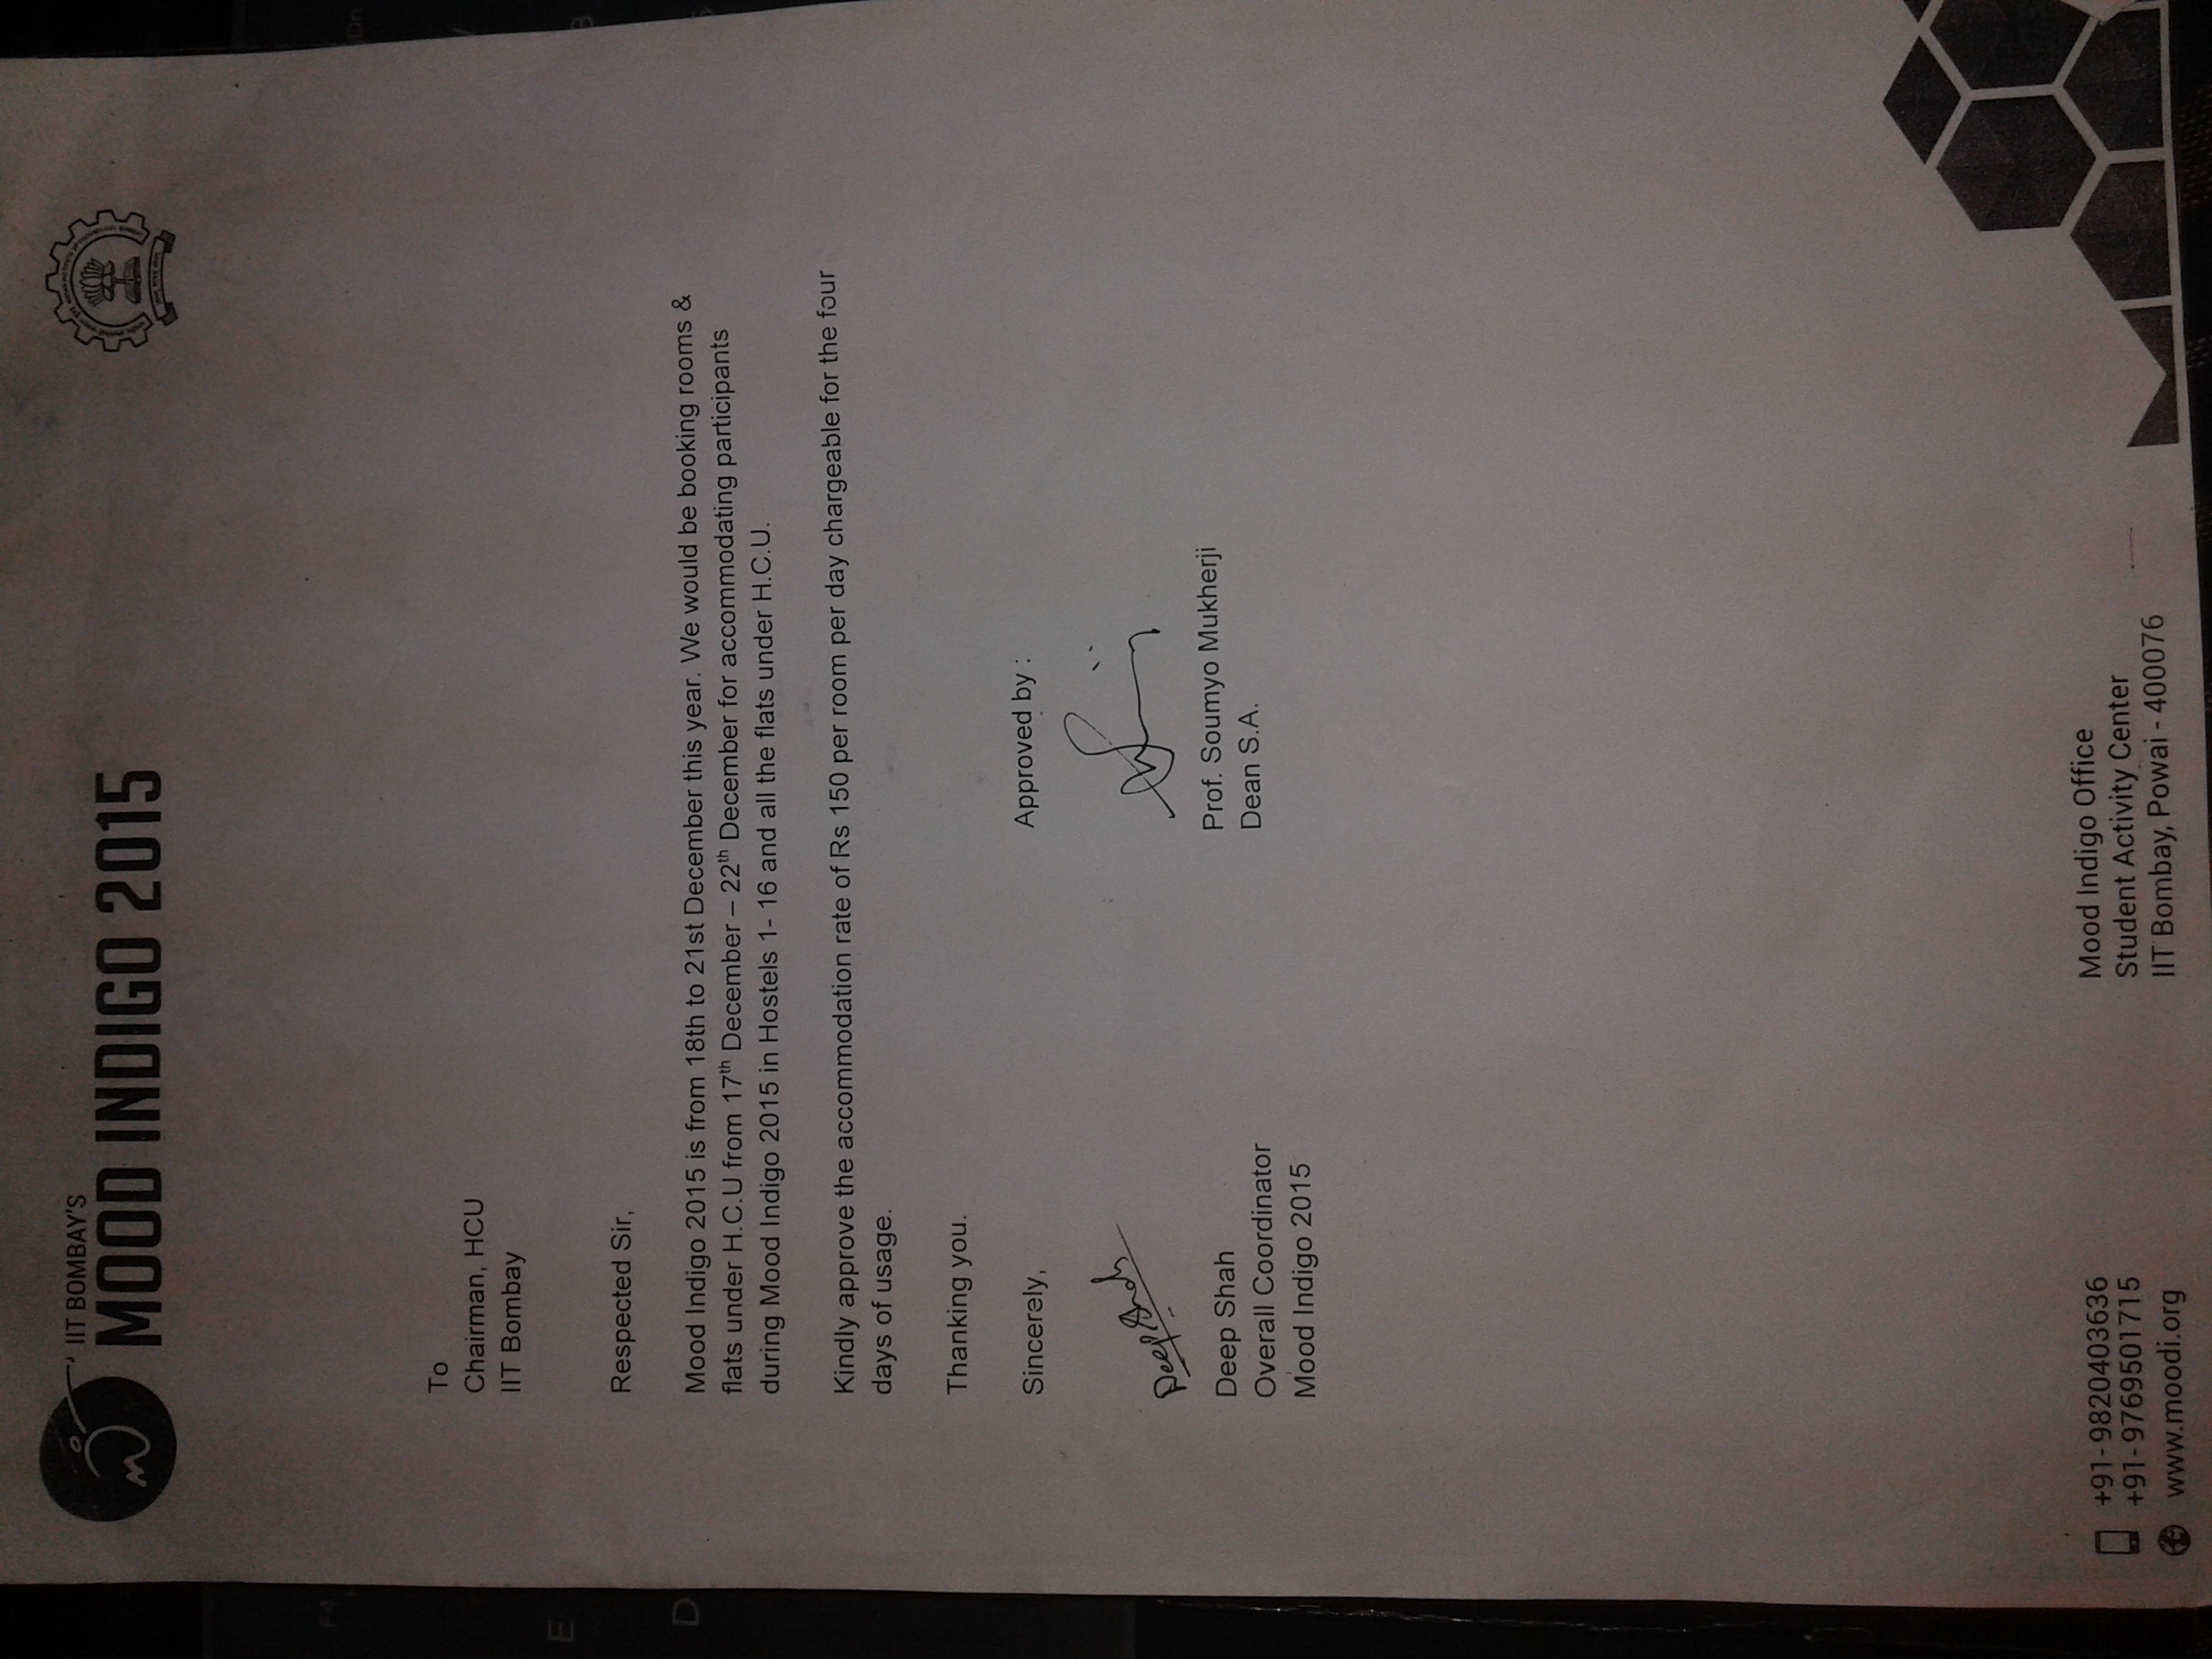 IIT BOMBAY'S
MOOD INDIGO 2015
To
Chairman, HCU
IIT Bombay
Respected Sir,
Mood Indigo 2015 is from 18th to 21st December this year. We would be booking rooms &
flats under H.C.U from 17th December – 22th December for accommodating participants
during Mood Indigo 2015 in Hostels 1- 16 and all the flats under H.C.U.
Kindly approve the accommodation rate of Rs 150 per room per day chargeable for the four
days of usage.
Thanking you.
Sincerely,
Approved by :
Deep Shah
Deep Shah
Overall Coordinator
Mood Indigo 2015
Prof. Soumyo Mukherji
Dean S.A.
+91-9820403636
+91-9769501715
www.moodi.org
Mood Indigo Office
Student Activity Center
IIT Bombay, Powai - 400076
F4
E
D